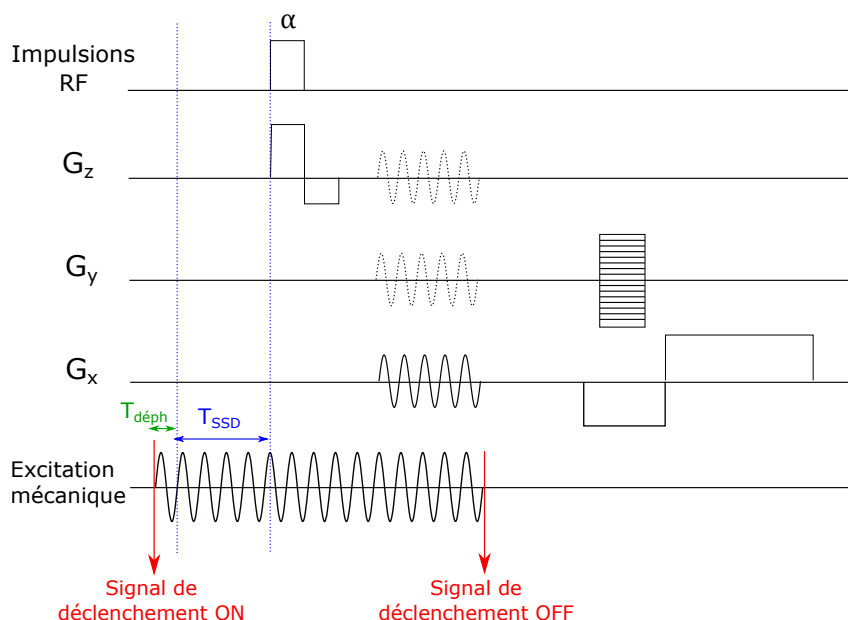 α
Impulsions
RF
Gz
Gy
Gx
Tdéph
TSSD
Excitation
mécanique
Signal de
déclenchement ON
Signal de
déclenchement OFF